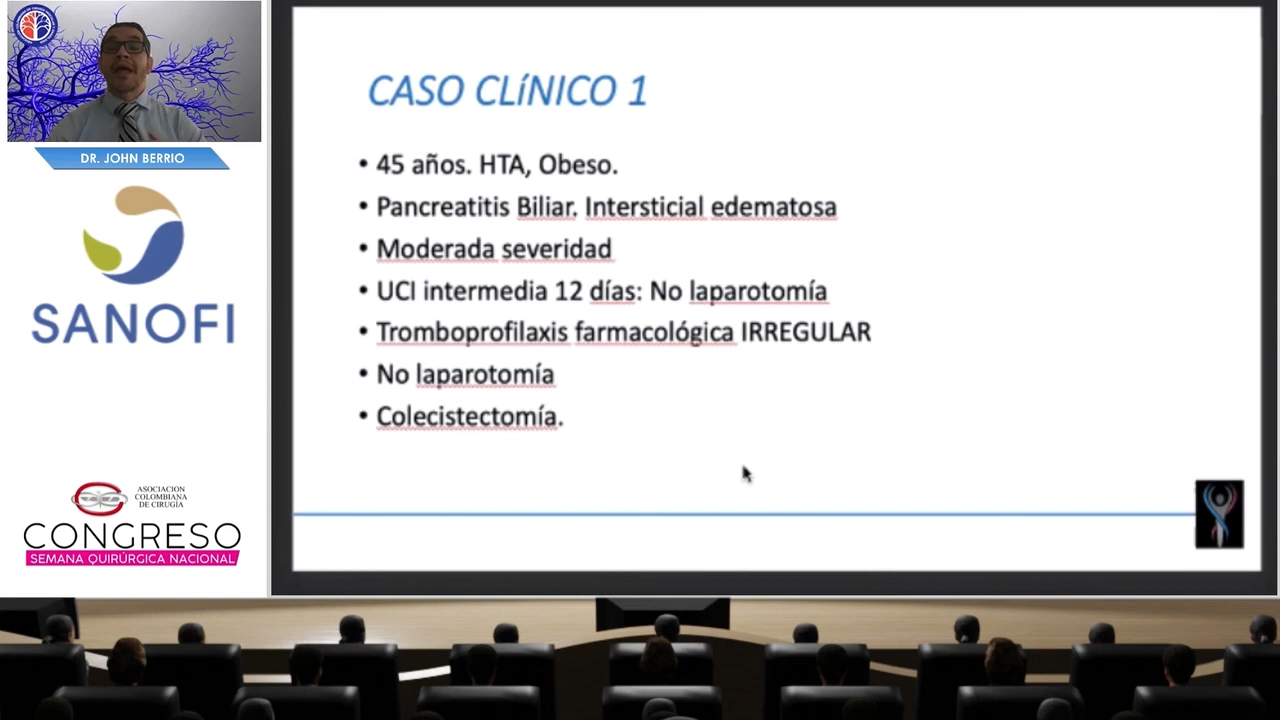 DR. JOHN BERRIO
SANOFI
ASOCIACION
COLOMBIANA
DE CIRUGÍA
CONGRESO
SEMANA QUIRÚRGICA NACIONAL
CASO CLíNICO 1
• 45 años. HTA, Obeso.
• Pancreatitis Biliar. Intersticial edematosa
• Moderada severidad
• UCI intermedia 12 días: No laparotomía
• Tromboprofilaxis farmacológica IRREGULAR
• No laparotomía
• Colecistectomía.